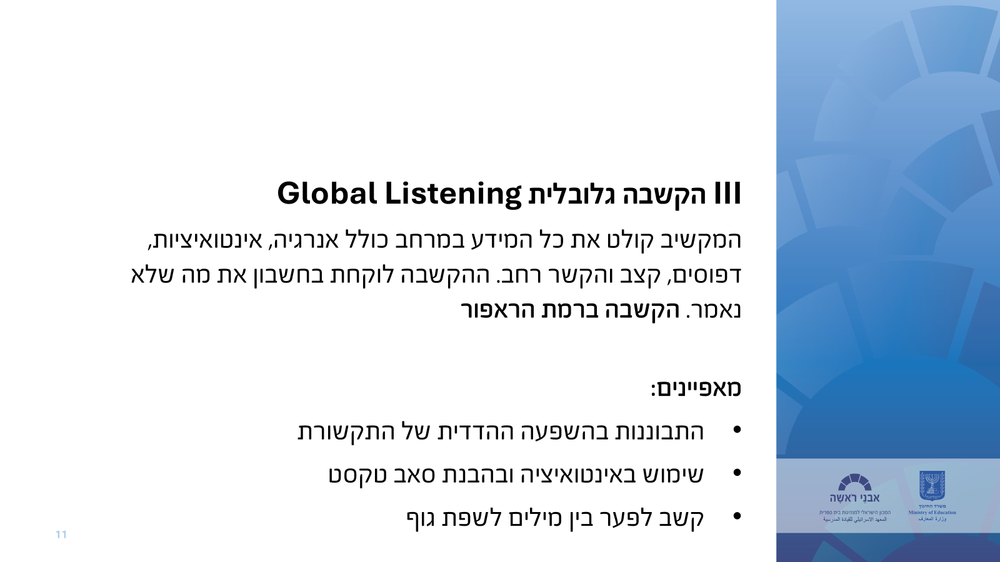 III הקשבה גלובלית Global Listening
המקשיב קולט את כל המידע במרחב כולל אנרגיה, אינטואיציות,
דפוסים, קצב והקשר רחב. ההקשבה לוקחת בחשבון את מה שלא
נאמר. הקשבה ברמת הראפור
מאפיינים:
• התבוננות בהשפעה ההדדית של התקשורת
• שימוש באינטואיציה ובהבנת סאב טקסט
• קשב לפער בין מילים לשפת גוף
משרד החינוך
Ministry of Education
وزارة المعارف
אבני ראשה
המכון הישראלי למנהיגות בית ספרית
المعهد الاسرائيلي للقيادة المدرسية
11